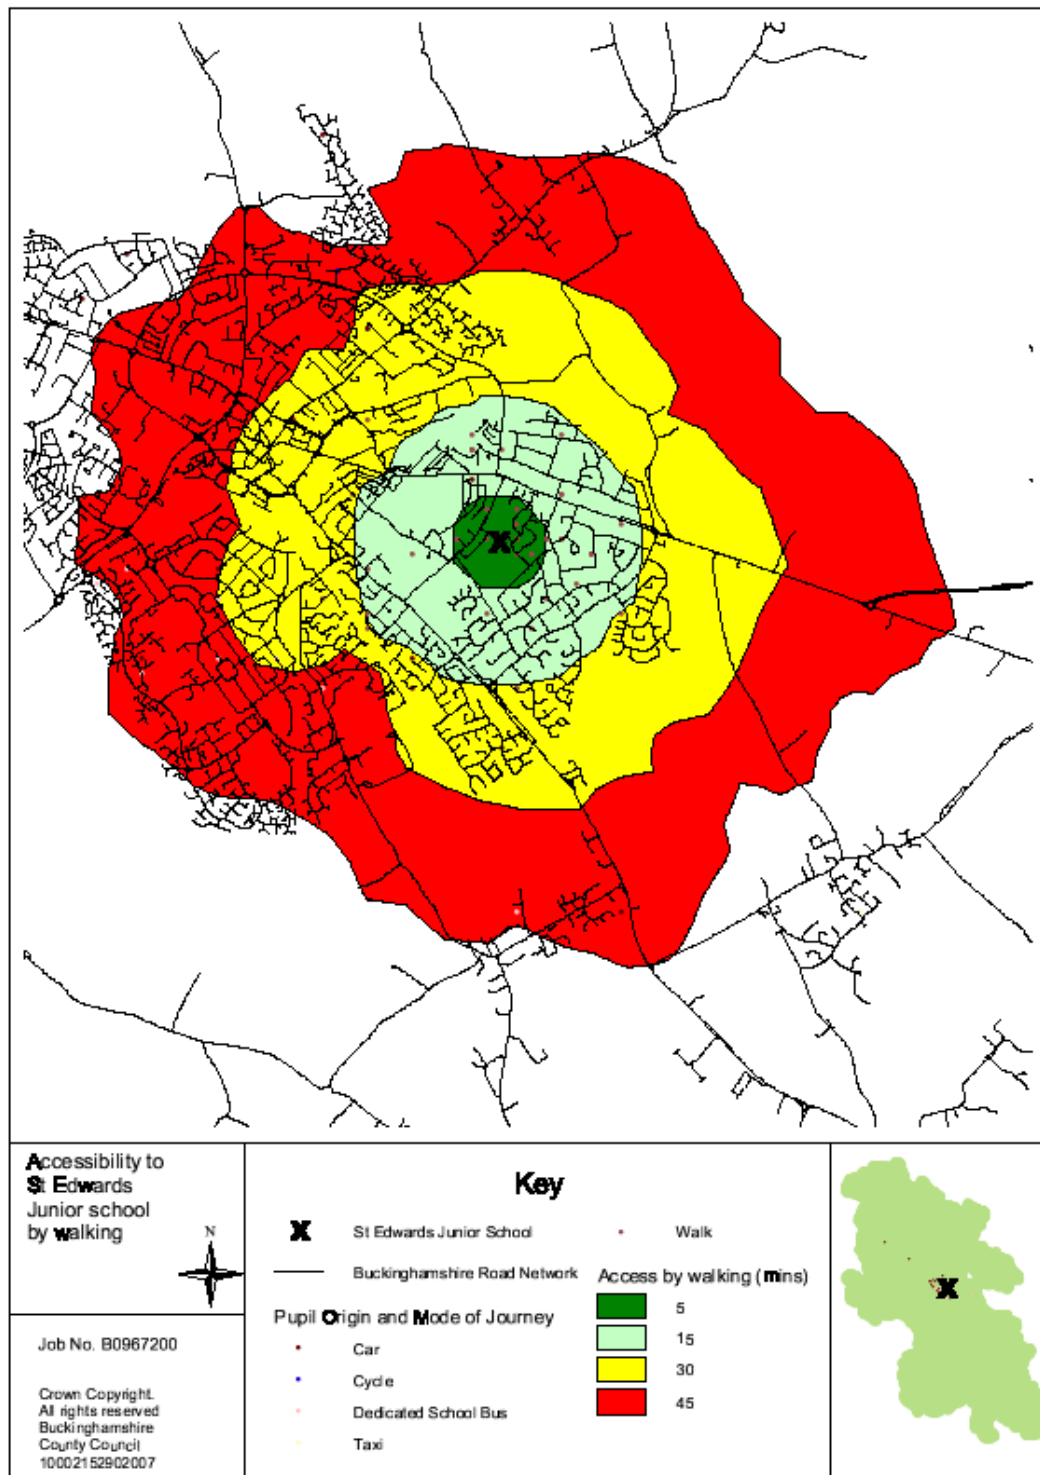 Accessibility to
St Edwards
Junior school
by walking
N
Job No. B0967200
Crown Copyright.
All rights reserved
Buckinghamshire
County Council
10002152902007
Key
X
St Edwards Junior School
Buckinghamshire Road Network
Pupil Origin and Mode of Journey
Car
Cycle
Dedicated School Bus
Taxi
Walk
Access by walking (mins)
5
15
30
45
X
X